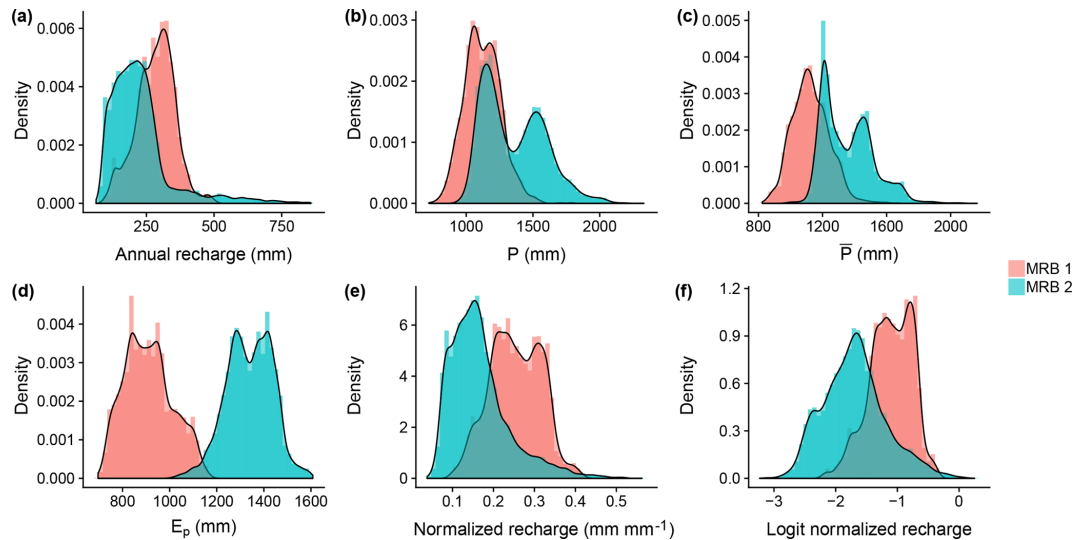 (a)
0.006
0.004
0.002
0.000
Density
250
500
750
Annual recharge (mm)
(b)
0.003
0.002
0.001
0.000
Density
1000
1500
2000
P (mm)
(c)
0.005
0.004
0.003
0.002
0.001
0.000
Density
800
1200
1600
2000
P̅ (mm)
MRB 1
MRB 2
(d)
0.004
0.003
0.002
0.001
0.000
Density
800
1000
1200
1400
1600
Eₚ (mm)
(e)
6
4
2
0
Density
0.1
0.2
0.3
0.4
0.5
Normalized recharge (mm mm⁻¹)
(f)
1.2
0.9
0.6
0.3
0.0
Density
−3
−2
−1
0
Logit normalized recharge